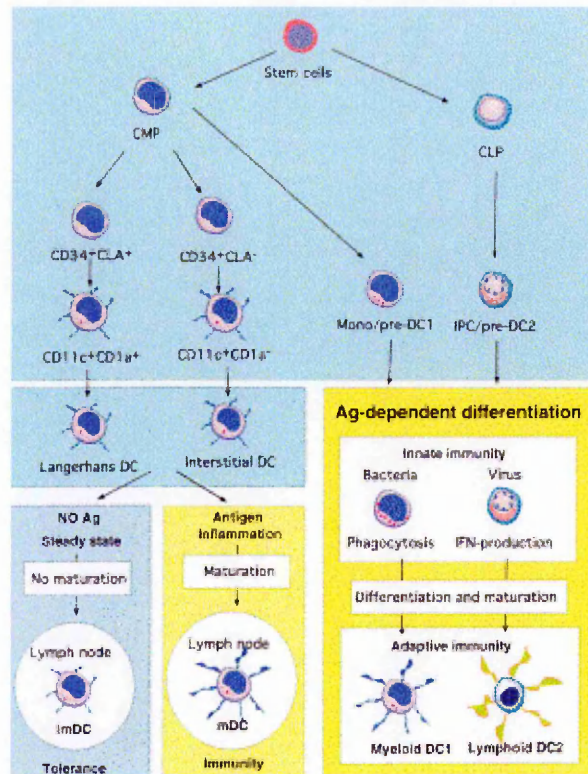 Stem cells
CMP
CLP
CD34+CLA+
CD34+CLA-
Mono/pre-DC1
IPC/pre-DC2
CD11c+CD1a+
CD11c+CD1a-
Langerhans DC
Interstitial DC
NO Ag
Steady state
No maturation
Lymph node
imDC
Tolerance
Antigen
inflammation
Maturation
Lymph node
mDC
Immunity
Ag-dependent differentiation
Innate immunity
Bacteria
Virus
Phagocytosis
IFN-production
Differentiation and maturation
Adaptive immunity
Myeloid DC1
Lymphoid DC2